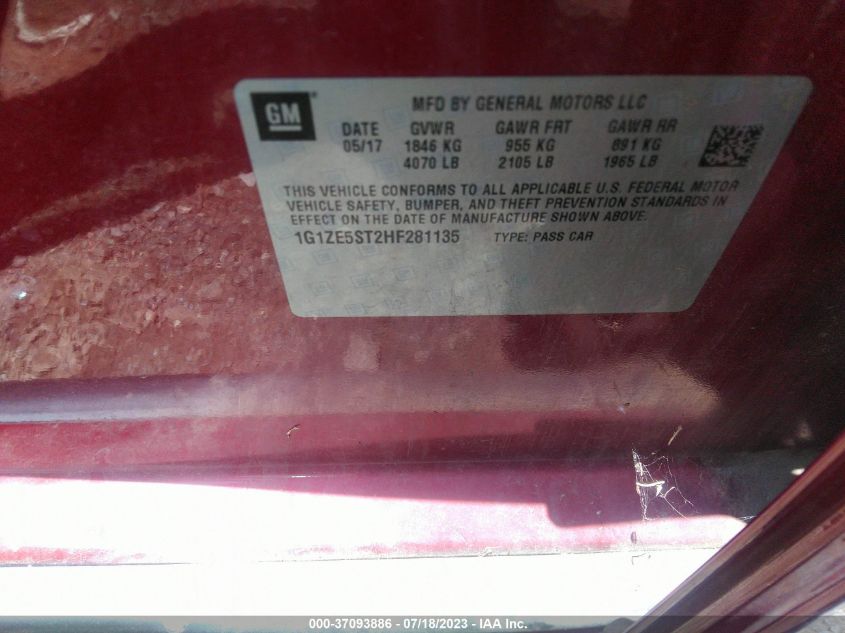 GM®
MFD BY GENERAL MOTORS LLC
DATE GVWR GAWR FRT GAWR RR
05/17 1846 KG 955 KG 891 KG
4070 LB 2105 LB 1965 LB
THIS VEHICLE CONFORMS TO ALL APPLICABLE U.S. FEDERAL MOTOR
VEHICLE SAFETY, BUMPER, AND THEFT PREVENTION STANDARDS IN
EFFECT ON THE DATE OF MANUFACTURE SHOWN ABOVE.
1G1ZE5ST2HF281135 TYPE: PASS CAR
000-37093886 - 07/18/2023 - IAA Inc.